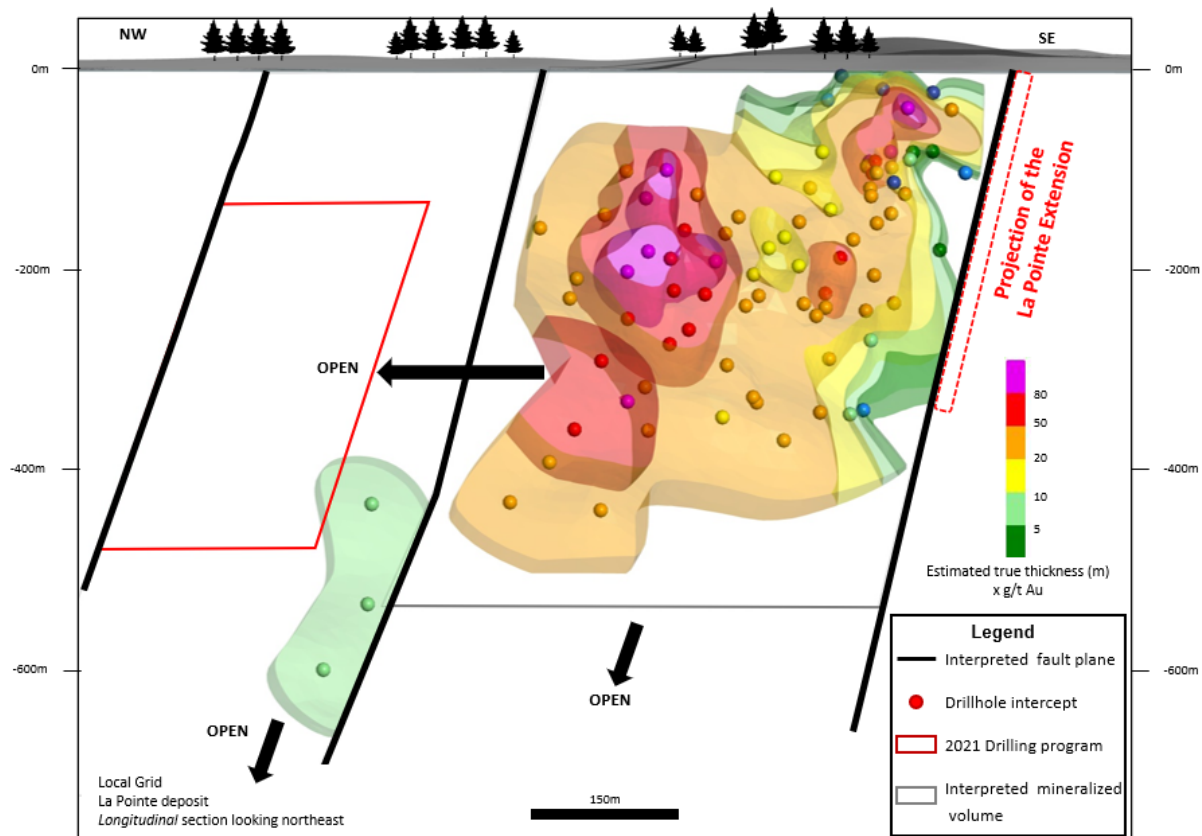 NW
SE
0m
0m
Projection of the
La Pointe Extension
-200m
-200m
OPEN
80
50
20
10
5
-400m
-400m
Estimated true thickness (m)
x g/t Au
Legend
Interpreted fault plane
Drillhole intercept
2021 Drilling program
Interpreted mineralized
volume
-600m
-600m
OPEN
OPEN
Local Grid
La Pointe deposit
Longitudinal section looking northeast
150m